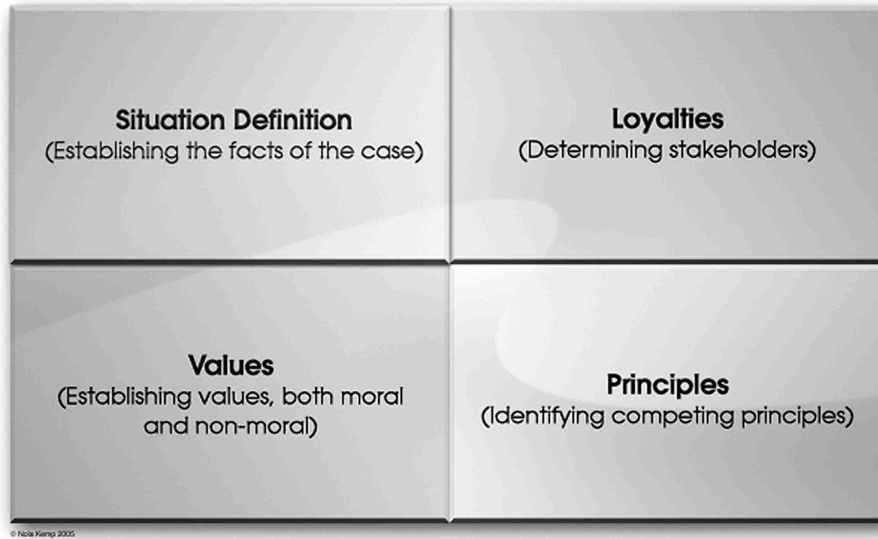 Situation Definition
(Establishing the facts of the case)
Loyalties
(Determining stakeholders)
Values
(Establishing values, both moral
and non-moral)
Principles
(Identifying competing principles)
© Nola Kemp 2005